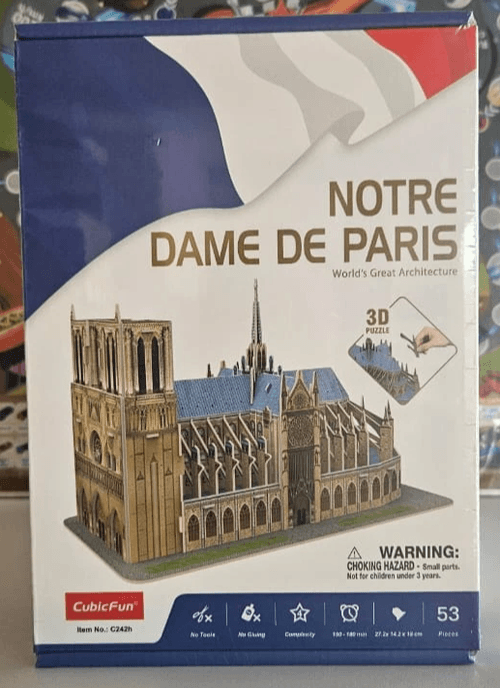 NOTRE
DAME DE PARIS
World's Great Architecture
3D
PUZZLE
WARNING:
CHOKING HAZARD - Small parts.
Not for children under 3 years.
CubicFun
Item No.: C242h
No Tools
No Gluing
Complexity
53
Pieces